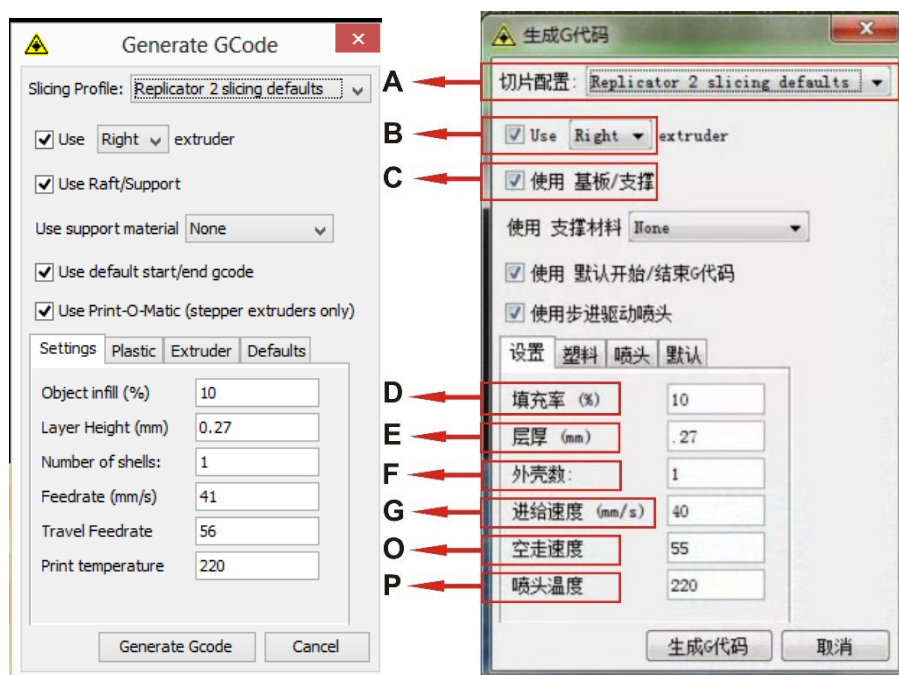 Generate GCode
Slicing Profile: Replicator 2 slicing defaults
Use Right extruder
Use Raft/Support
Use support material None
Use default start/end gcode
Use Print-O-Matic (stepper extruders only)
Settings Plastic Extruder Defaults
Object infill (%) 10
Layer Height (mm) 0.27
Number of shells: 1
Feedrate (mm/s) 41
Travel Feedrate 56
Print temperature 220
Generate Gcode Cancel
A
B
C
D
E
F
G
O
P
生成G代码
切片配置: Replicator 2 slicing defaults
Use Right extruder
使用 基板/支撑
使用 支撑材料 None
使用 默认开始/结束G代码
使用步进驱动喷头
设置 塑料 喷头 默认
填充率 (%) 10
层厚 (mm) .27
外壳数: 1
进给速度 (mm/s) 40
空走速度 55
喷头温度 220
生成G代码 取消